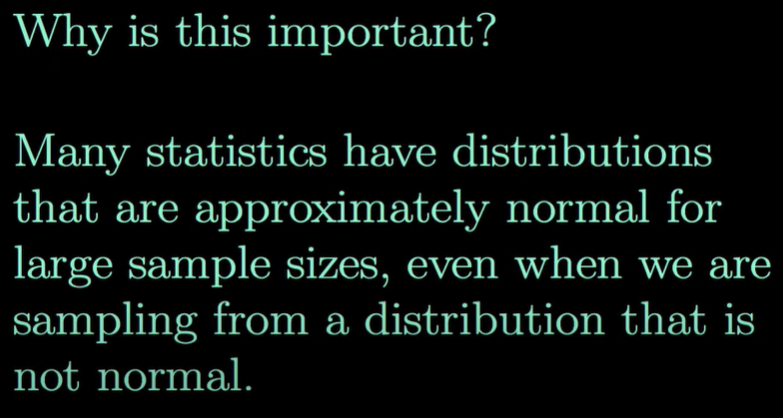 Why is this important?
Many statistics have distributions
that are approximately normal for
large sample sizes, even when we are
sampling from a distribution that is
not normal.